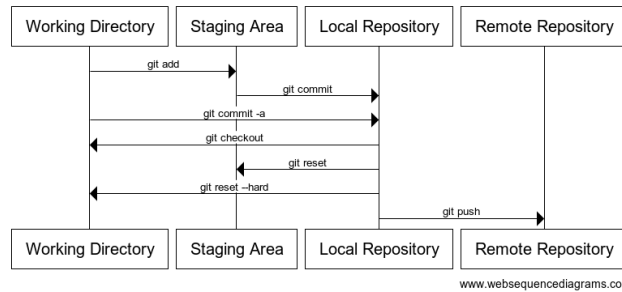 Working Directory Staging Area Local Repository Remote Repository
git add
git commit
git commit -a
git checkout
git reset
git reset --hard
git push
Working Directory Staging Area Local Repository Remote Repository
www.websequencediagrams.co